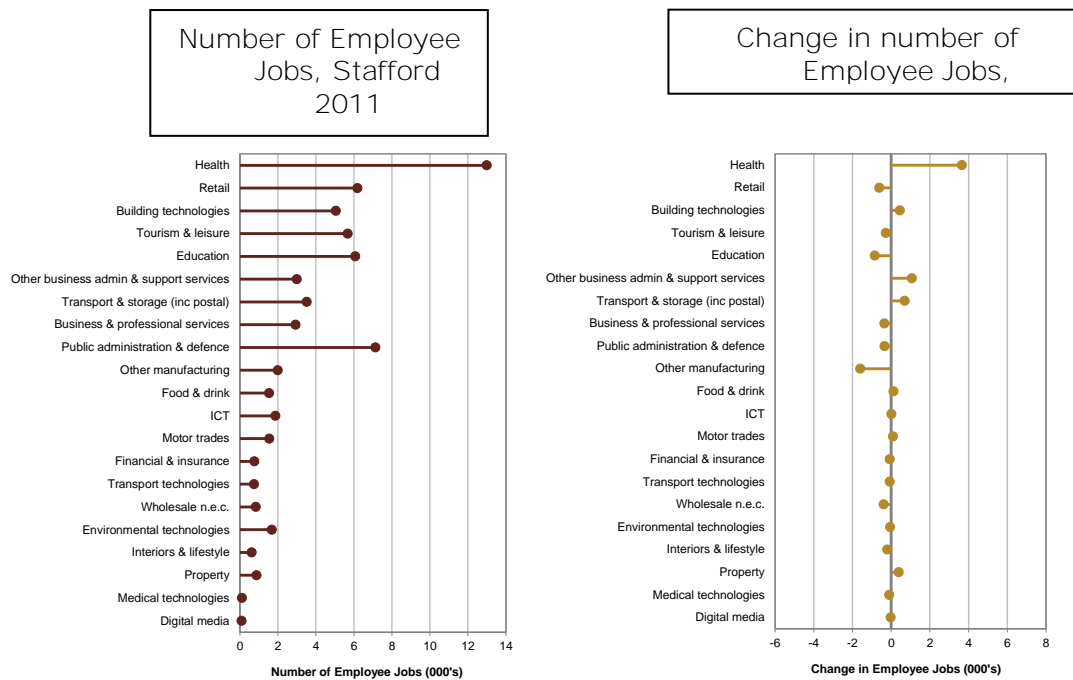 Number of Employee
Jobs, Stafford
2011
Health
Retail
Building technologies
Tourism & leisure
Education
Other business admin & support services
Transport & storage (inc postal)
Business & professional services
Public administration & defence
Other manufacturing
Food & drink
ICT
Motor trades
Financial & insurance
Transport technologies
Wholesale n.e.c.
Environmental technologies
Interiors & lifestyle
Property
Medical technologies
Digital media
0 2 4 6 8 10 12 14
Number of Employee Jobs (000's)
Change in number of
Employee Jobs,
Health
Retail
Building technologies
Tourism & leisure
Education
Other business admin & support services
Transport & storage (inc postal)
Business & professional services
Public administration & defence
Other manufacturing
Food & drink
ICT
Motor trades
Financial & insurance
Transport technologies
Wholesale n.e.c.
Environmental technologies
Interiors & lifestyle
Property
Medical technologies
Digital media
-6 -4 -2 0 2 4 6 8
Change in Employee Jobs (000's)